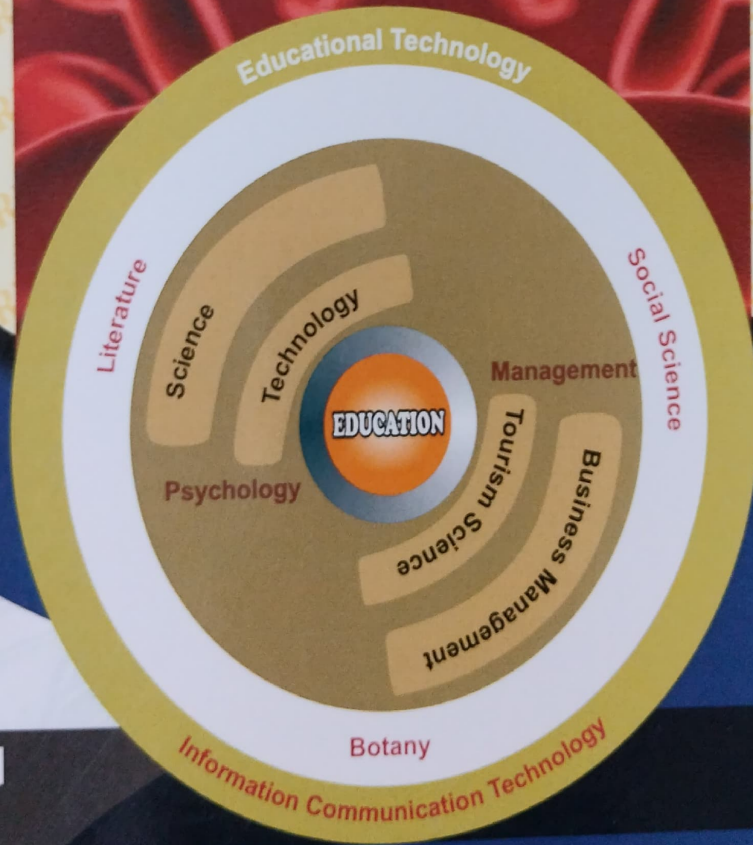 Educational Technology
Literature
Social Science
Science
Technology
Management
EDUCATION
Psychology
Tourism Science
Business Management
Botany
Information Communication Technology